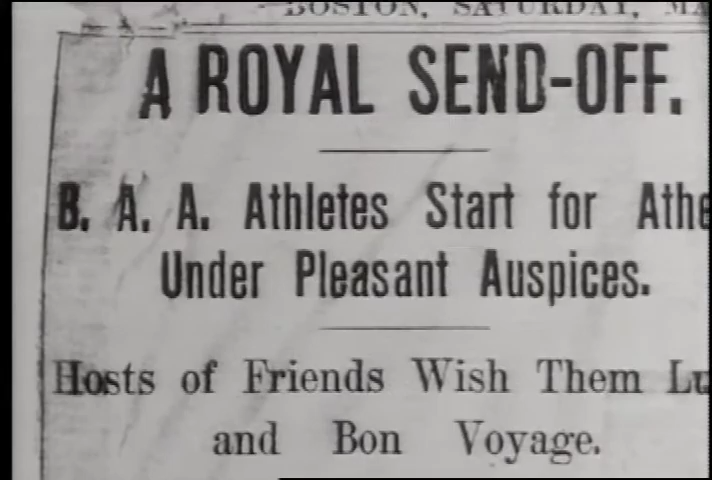 BOSTON, SATURDAY, MA
A ROYAL SEND-OFF.
B. A. A. Athletes Start for Athe
Under Pleasant Auspices.
Hosts of Friends Wish Them Lu
and Bon Voyage.